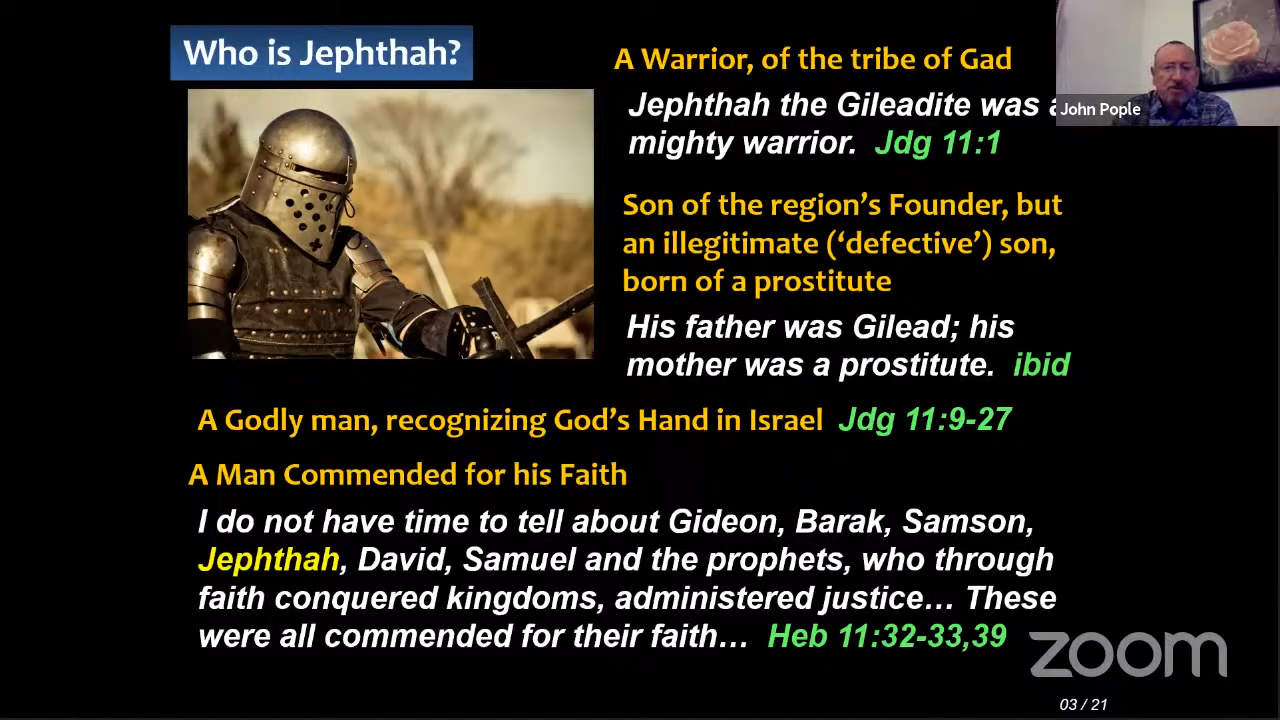 Who is Jephthah?
A Warrior, of the tribe of Gad
Jephthah the Gileadite was a
mighty warrior. Jdg 11:1
John Pople
Son of the region's Founder, but
an illegitimate ('defective') son,
born of a prostitute
His father was Gilead; his
mother was a prostitute. ibid
A Godly man, recognizing God's Hand in Israel Jdg 11:9-27
A Man Commended for his Faith
I do not have time to tell about Gideon, Barak, Samson,
Jephthah, David, Samuel and the prophets, who through
faith conquered kingdoms, administered justice… These
were all commended for their faith… Heb 11:32-33,39
zoom
03 / 21